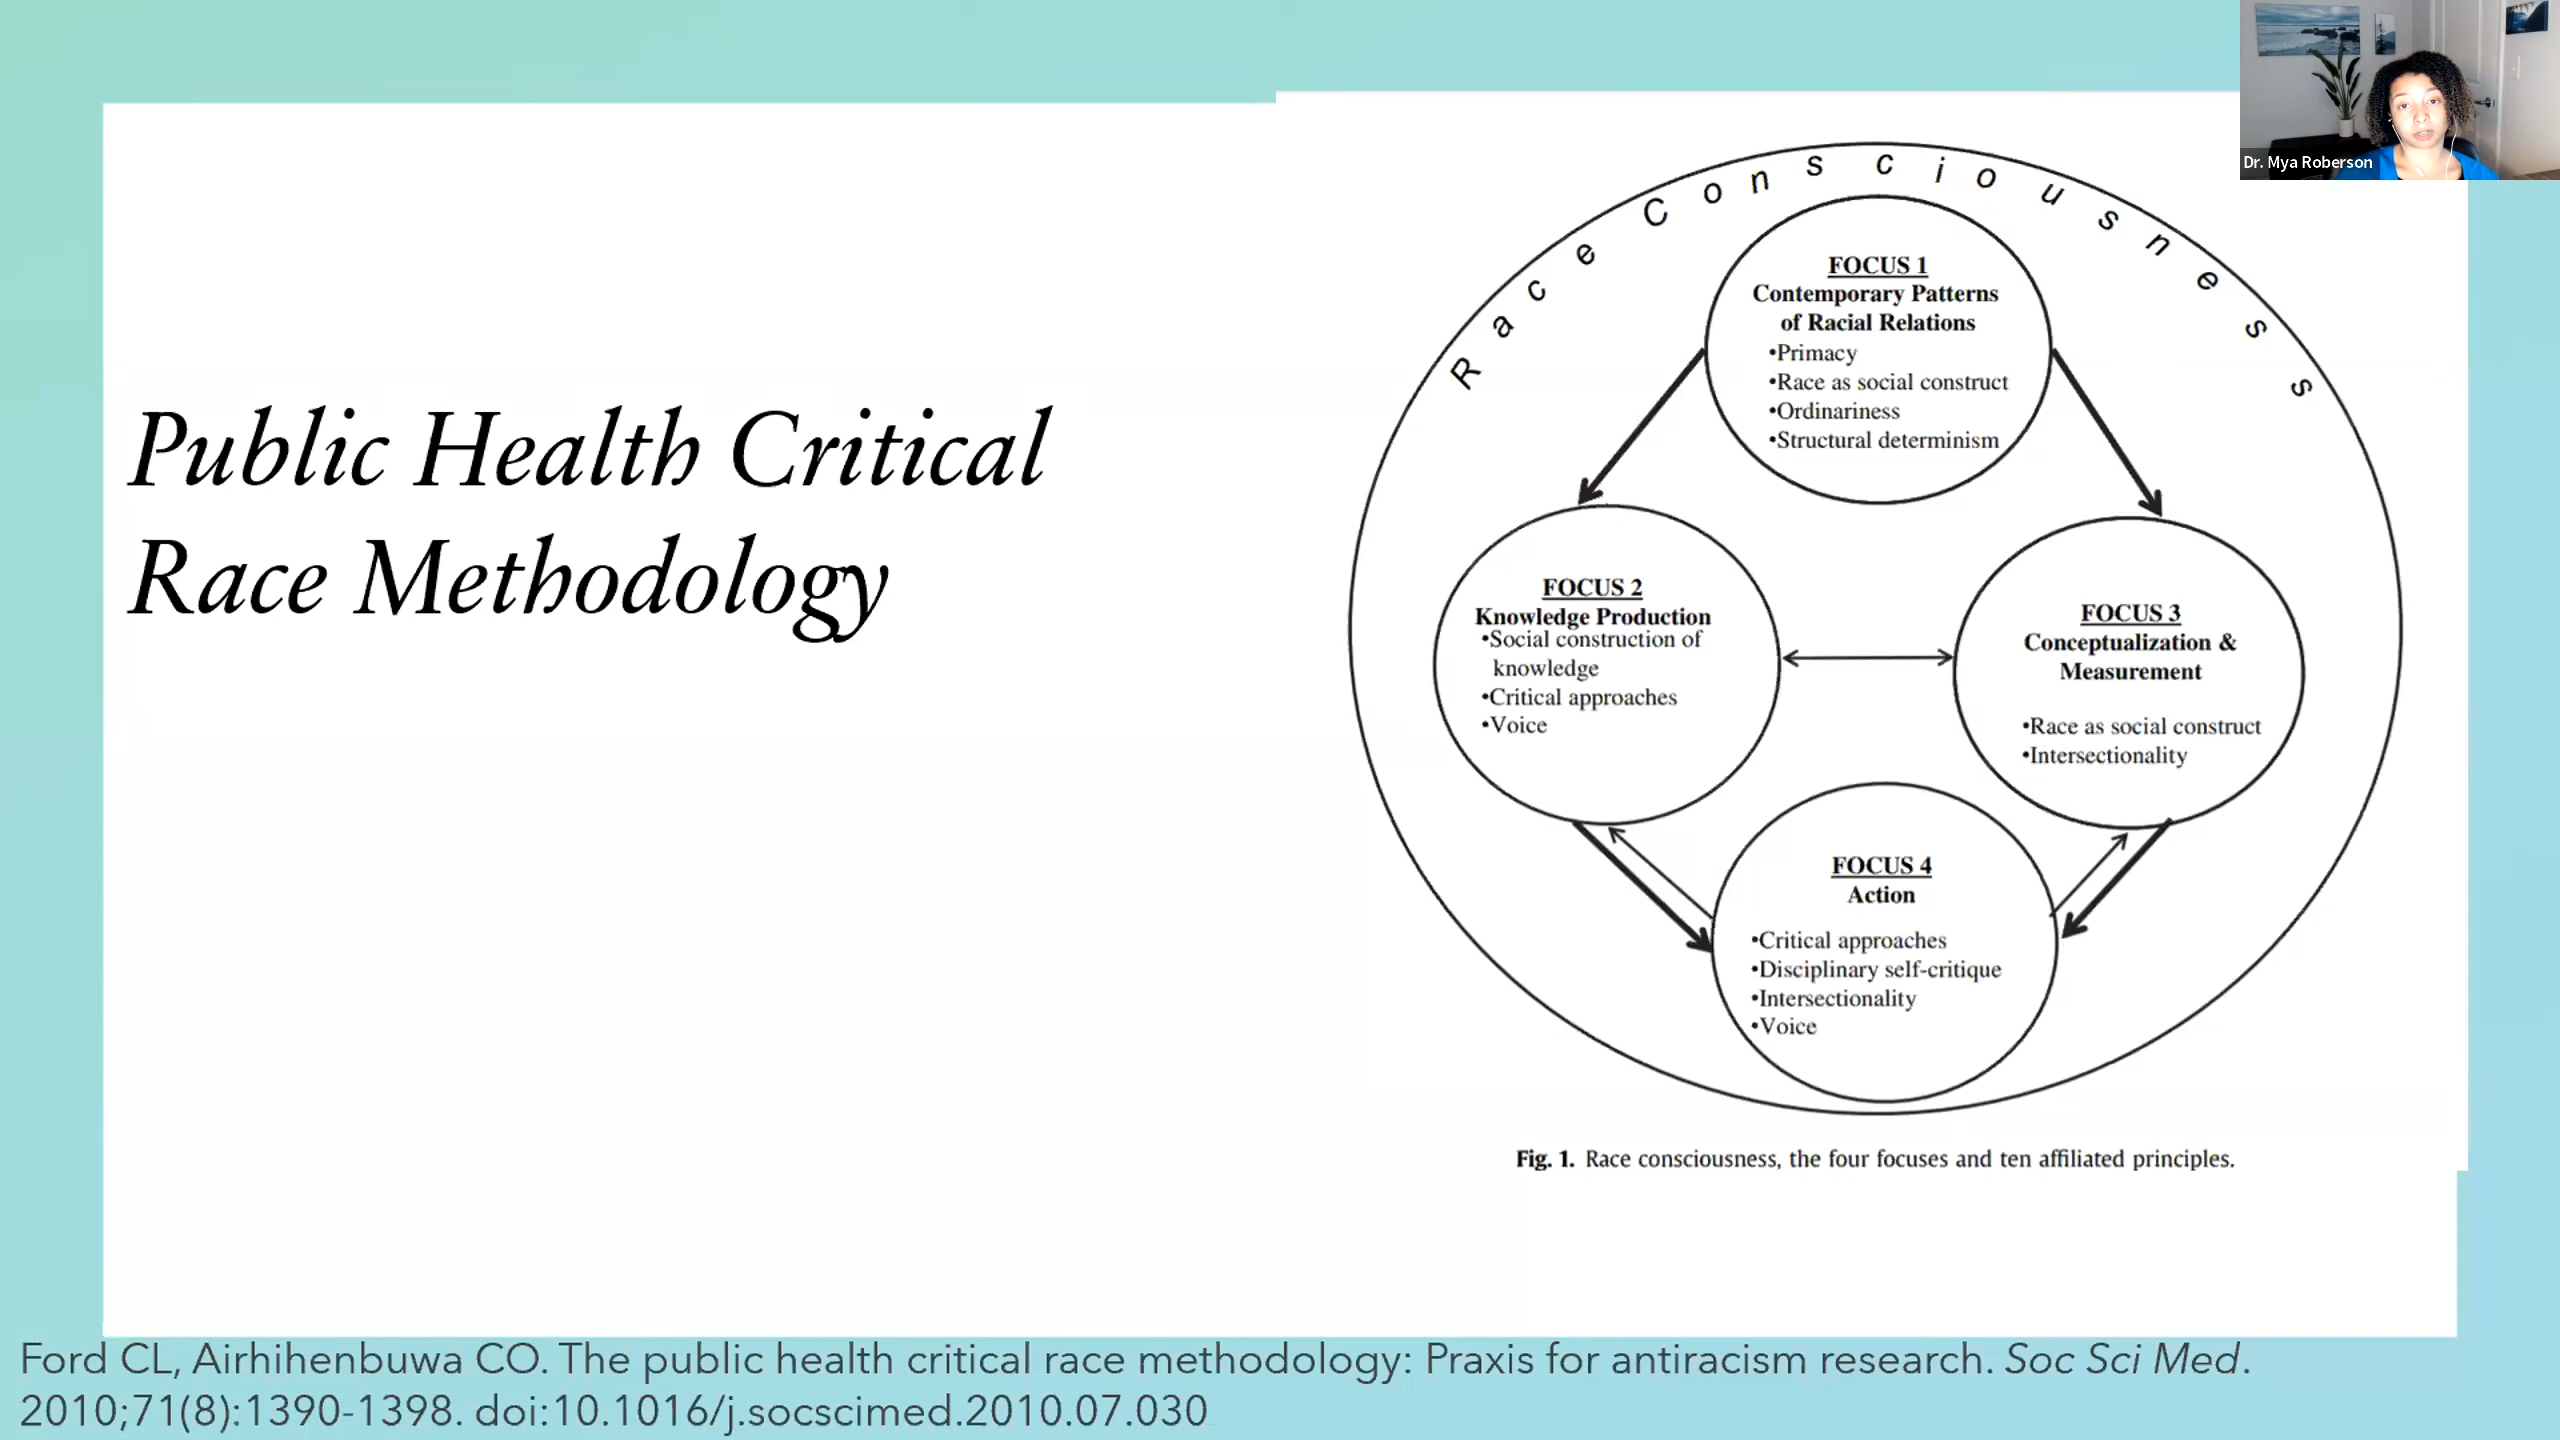 Dr. Mya Roberson
Public Health Critical
Race Methodology
Race Consciousness
FOCUS 1
Contemporary Patterns
of Racial Relations
•Primacy
•Race as social construct
•Ordinariness
•Structural determinism
FOCUS 2
Knowledge Production
•Social construction of
knowledge
•Critical approaches
•Voice
FOCUS 3
Conceptualization &
Measurement
•Race as social construct
•Intersectionality
FOCUS 4
Action
•Critical approaches
•Disciplinary self-critique
•Intersectionality
•Voice
Fig. 1. Race consciousness, the four focuses and ten affiliated principles.
Ford CL, Airhihenbuwa CO. The public health critical race methodology: Praxis for antiracism research. Soc Sci Med.
2010;71(8):1390-1398. doi:10.1016/j.socscimed.2010.07.030